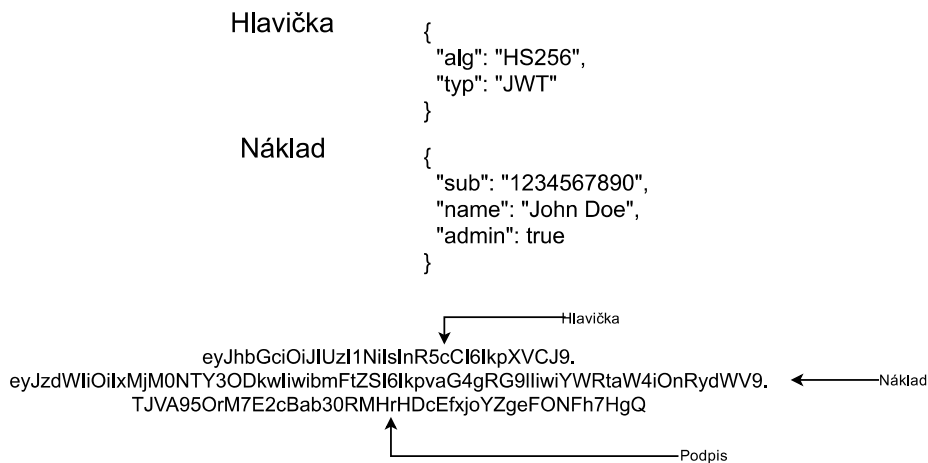 Hlavička
{
"alg": "HS256",
"typ": "JWT"
}
Náklad
{
"sub": "1234567890",
"name": "John Doe",
"admin": true
}
Hlavička
eyJhbGciOiJIUzI1NiIsInR5cCI6IkpXVCJ9.
eyJzdWIiOiIxMjM0NTY3ODkwIiwibmFtZSI6IkpvaG4gRG9lIiwiYWRtaW4iOnRydWV9.
Náklad
TJVA95OrM7E2cBab30RMHrHDcEfxjoYZgeFONFh7HgQ
Podpis